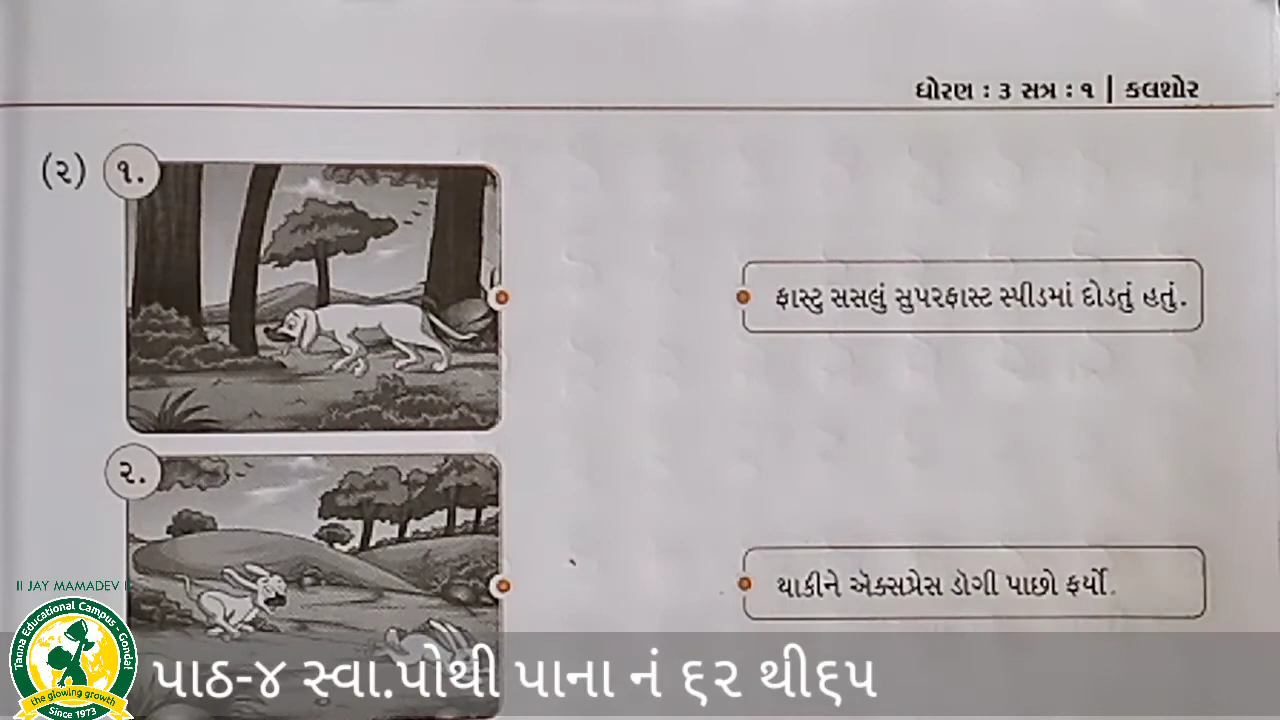 ધોરણ : ૩ સત્ર : ૧ | કલશોર
(૨) ૧.
ફાસ્ટુ સસલું સુપરફાસ્ટ સ્પીડમાં દોડતું હતું.
૨.
થાકીને ઍક્સપ્રેસ ડૉગી પાછો ફર્યો.
II JAY MAMADEV II
Tanna Educational Campus - Gondal
the glowing growth
Since 1973
પાઠ-૪ સ્વા.પોથી પાના નં ૬૨ થી૬૫